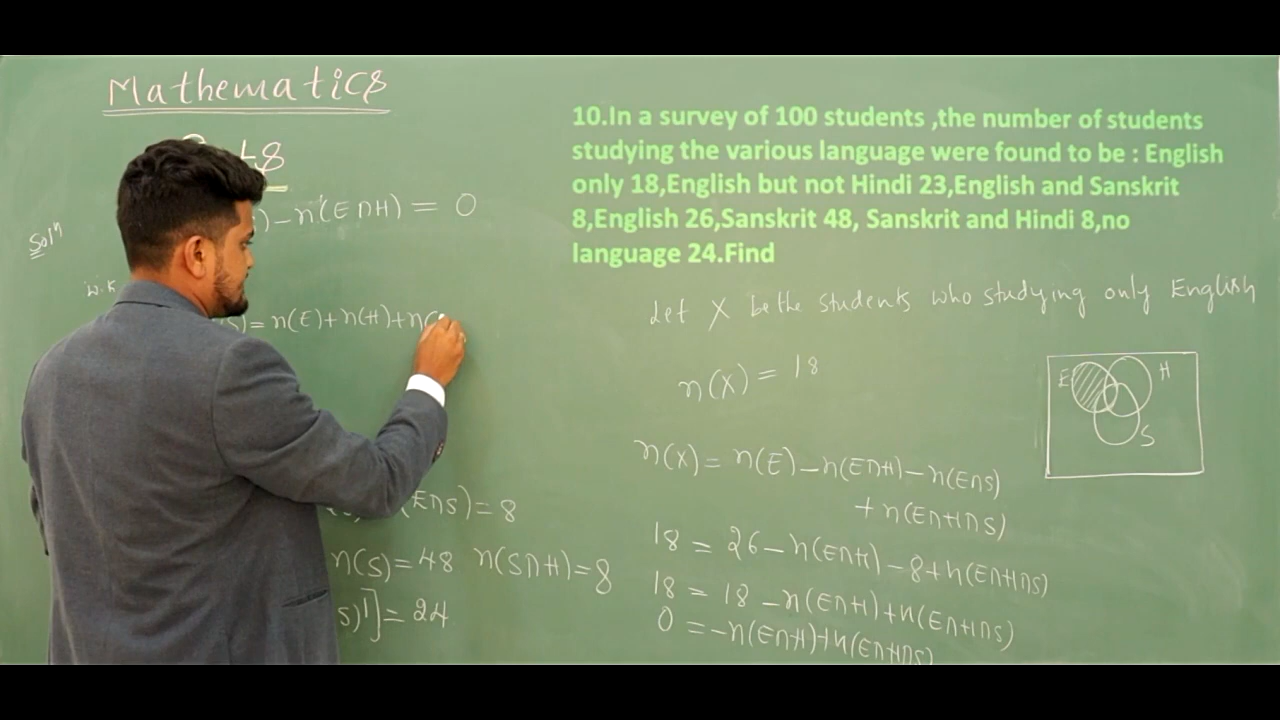 Mathematics
10.In a survey of 100 students ,the number of students
studying the various language were found to be : English
only 18,English but not Hindi 23,English and Sanskrit
8,English 26,Sanskrit 48, Sanskrit and Hindi 8,no
language 24.Find
) – n(E∩H) = 0
Solⁿ
W.K
S) = n(E) + n(H) + n(
(E∩S) = 8
n(S) = 48 n(S∩H) = 8
S)'] = 24
Let X be the students who studying only English
n(X) = 18
E H
S
n(X) = n(E) – n(E∩H) – n(E∩S)
+ n(E∩H∩S)
18 = 26 – n(E∩H) – 8 + n(E∩H∩S)
18 = 18 – n(E∩H) + n(E∩H∩S)
0 = – n(E∩H) + n(E∩H∩S)